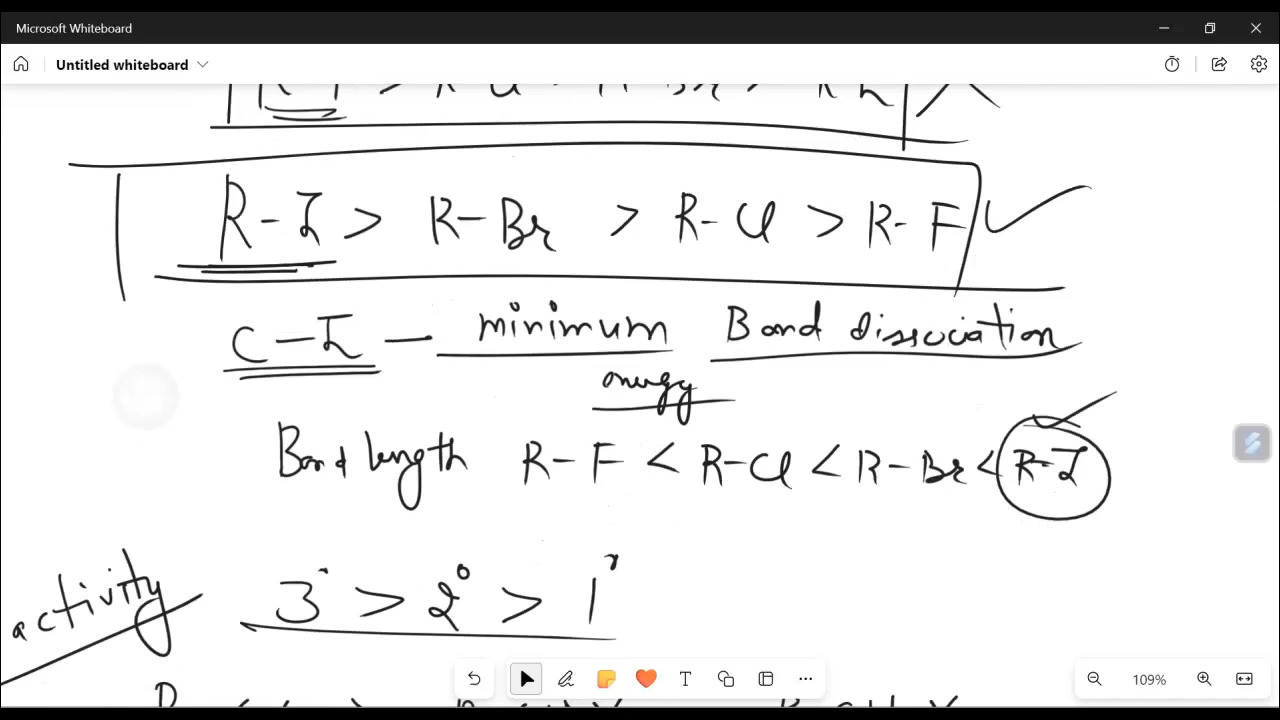 Microsoft Whiteboard
Untitled whiteboard
R-I > R-Br > R-Cl > R-F
C-I - minimum Bond dissociation
energy
Bond length R-F < R-Cl < R-Br < R-I
activity 3° > 2° > 1°
109%